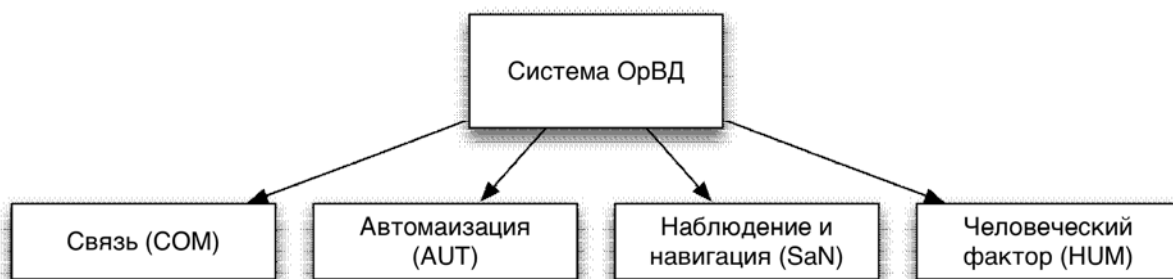 Система ОрВД
Связь (COM)
Автомаизация
(AUT)
Наблюдение и
навигация (SaN)
Человеческий
фактор (HUM)